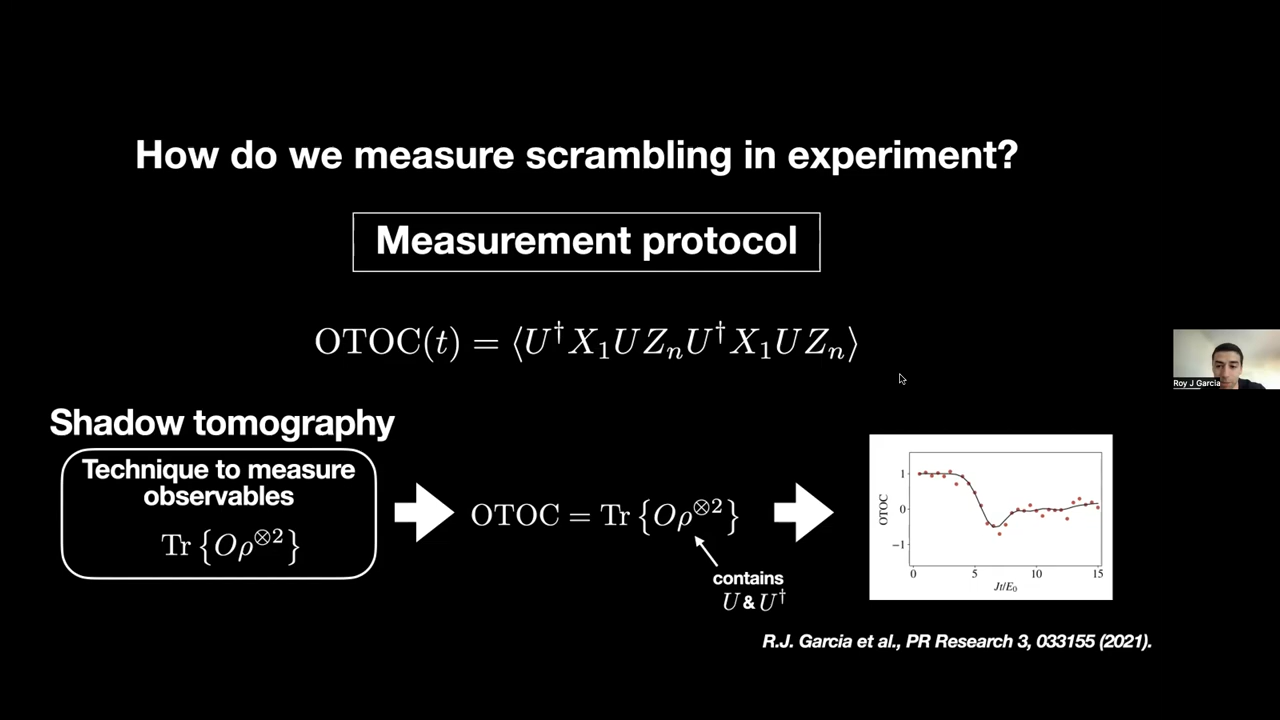 How do we measure scrambling in experiment?
Measurement protocol
OTOC(t) = ⟨U†X₁UZₙU†X₁UZₙ⟩
Shadow tomography
Technique to measure
observables
Tr {Oρ^⊗2}
OTOC = Tr {Oρ^⊗2}
contains
U & U†
OTOC
1
0
−1
0
5
10
15
Jt/E₀
R.J. Garcia et al., PR Research 3, 033155 (2021).
Roy J Garcia